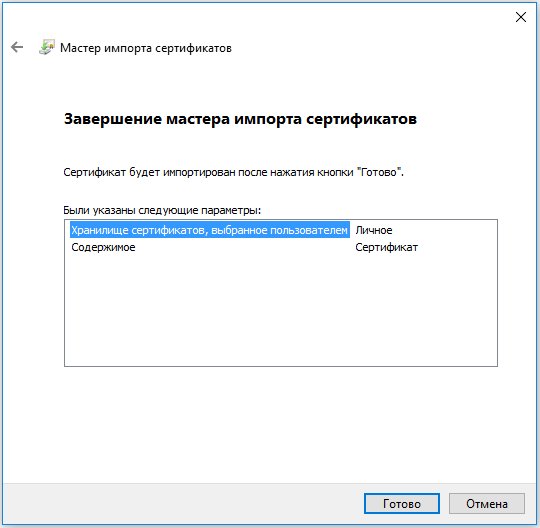 Мастер импорта сертификатов
Завершение мастера импорта сертификатов
Сертификат будет импортирован после нажатия кнопки "Готово".
Были указаны следующие параметры:
Хранилище сертификатов, выбранное пользователем Личное
Содержимое Сертификат
Готово Отмена